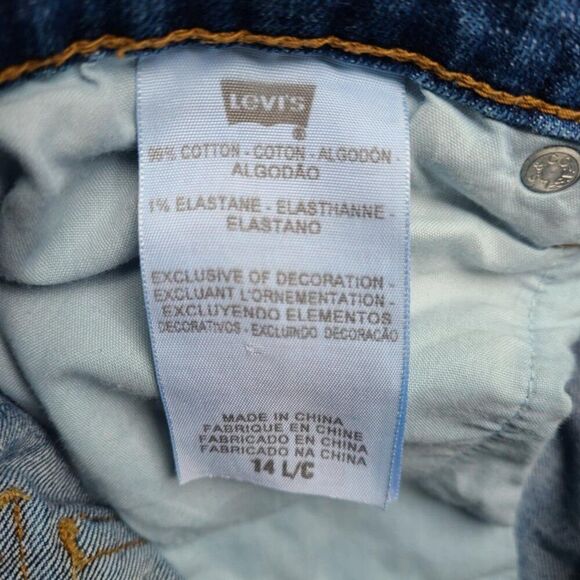 LEVI'S
®
99% COTTON - COTON - ALGODÓN -
ALGODÃO
1% ELASTANE - ELASTHANNE -
ELASTANO
EXCLUSIVE OF DECORATION -
EXCLUANT L'ORNEMENTATION -
EXCLUYENDO ELEMENTOS
DECORATIVOS - EXCLUINDO DECORAÇÃO
MADE IN CHINA
FABRIQUE EN CHINE
FABRICADO EN CHINA
FABRICADO NA CHINA
14 L/C